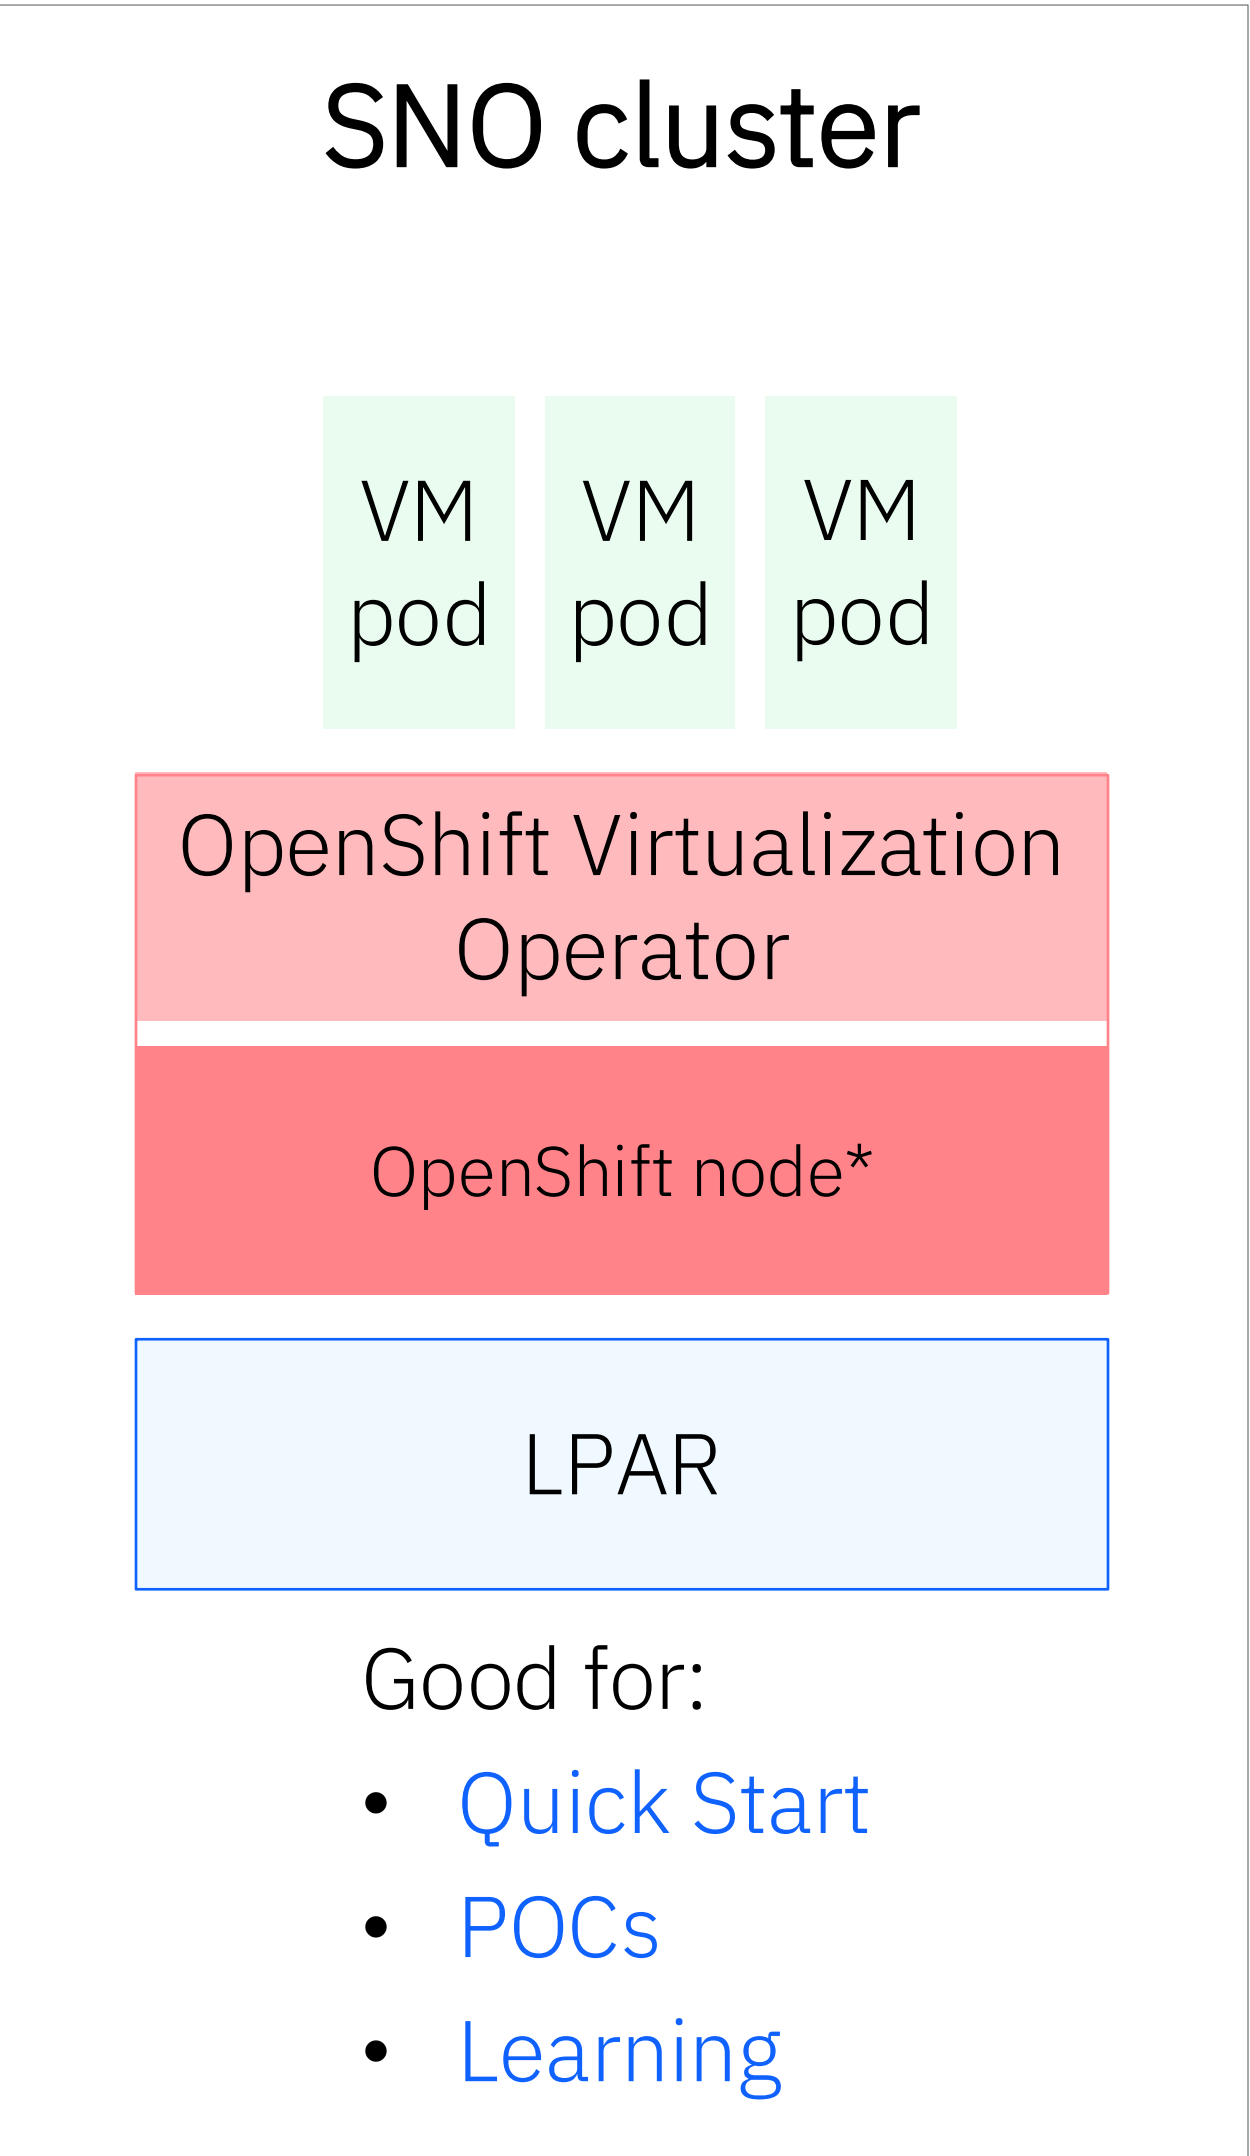 SNO cluster
VM
pod
VM
pod
VM
pod
OpenShift Virtualization
Operator
OpenShift node*
LPAR
Good for:
• Quick Start
• POCs
• Learning